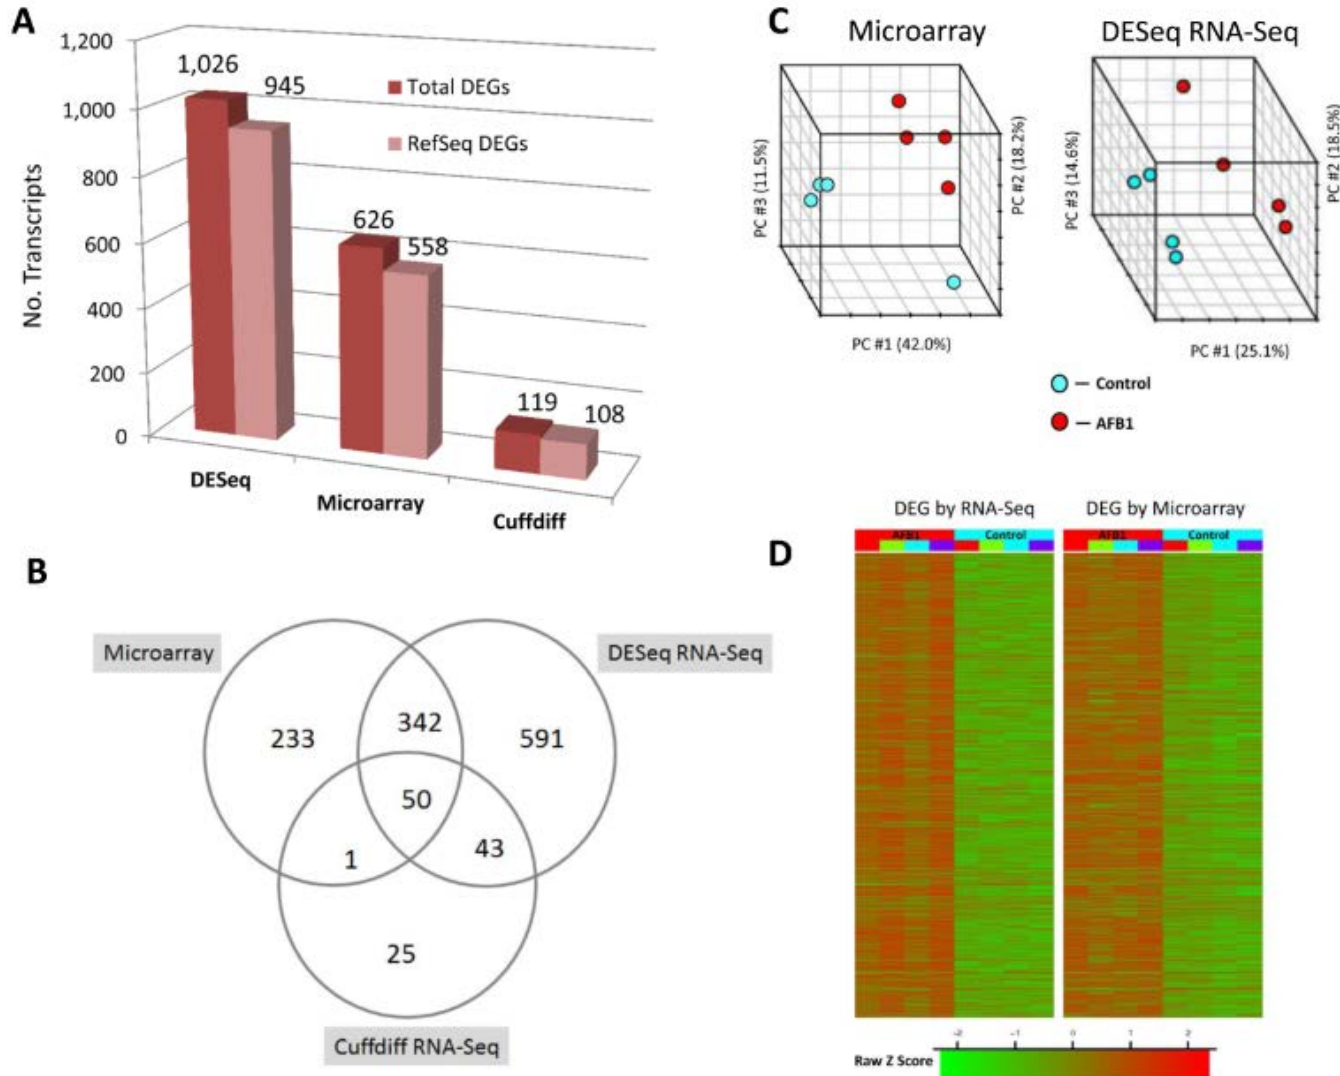 A
1,200
1,000
800
600
400
200
0
No. Transcripts
1,026
945
626
558
119
108
Total DEGs
RefSeq DEGs
DESeq
Microarray
Cuffdiff
B
Microarray
DESeq RNA-Seq
233
342
591
50
1
43
25
Cuffdiff RNA-Seq
C
Microarray
DESeq RNA-Seq
PC #3 (11.5%)
PC #2 (18.2%)
PC #1 (42.0%)
PC #3 (14.6%)
PC #2 (18.5%)
PC #1 (25.1%)
— Control
— AFB1
D
DEG by RNA-Seq
DEG by Microarray
AFB1
Control
AFB1
Control
-2
-1
0
1
2
Raw Z Score